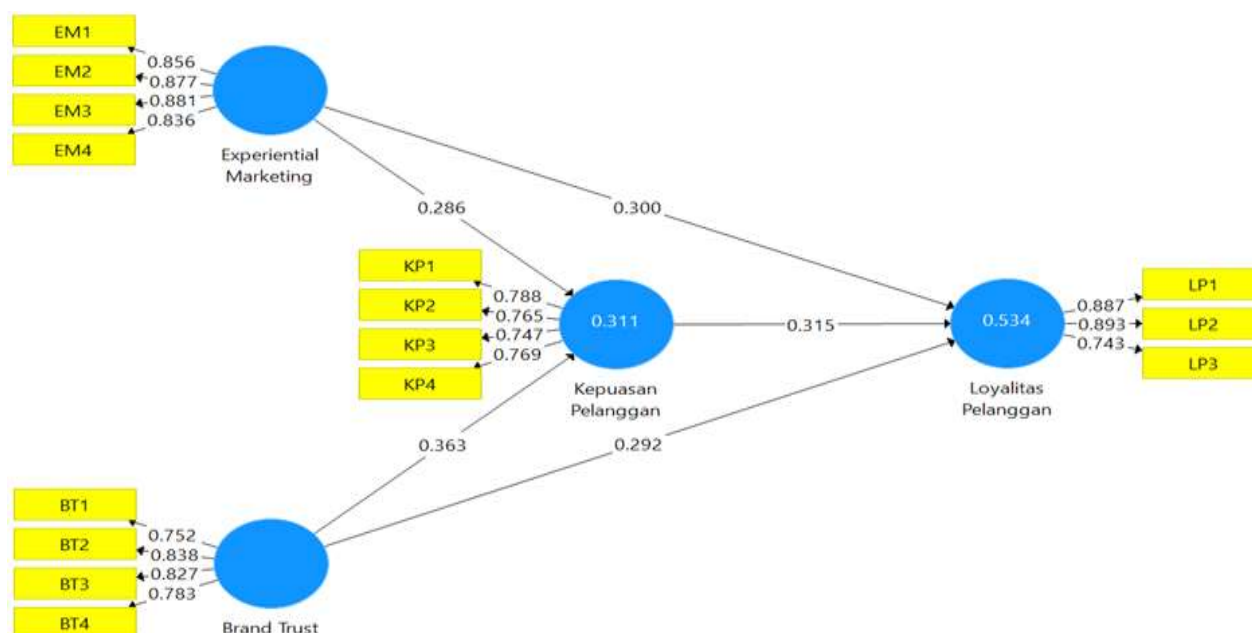 EM1
0.856
EM2
0.877
EM3
0.881
EM4
0.836
Experiential
Marketing
0.286
0.300
KP1
0.788
KP2
0.765
KP3
0.747
KP4
0.769
0.311
Kepuasan
Pelanggan
0.315
0.534
Loyalitas
Pelanggan
0.887
LP1
0.893
LP2
0.743
LP3
0.363
0.292
BT1
0.752
BT2
0.838
BT3
0.827
BT4
0.783
Brand Trust